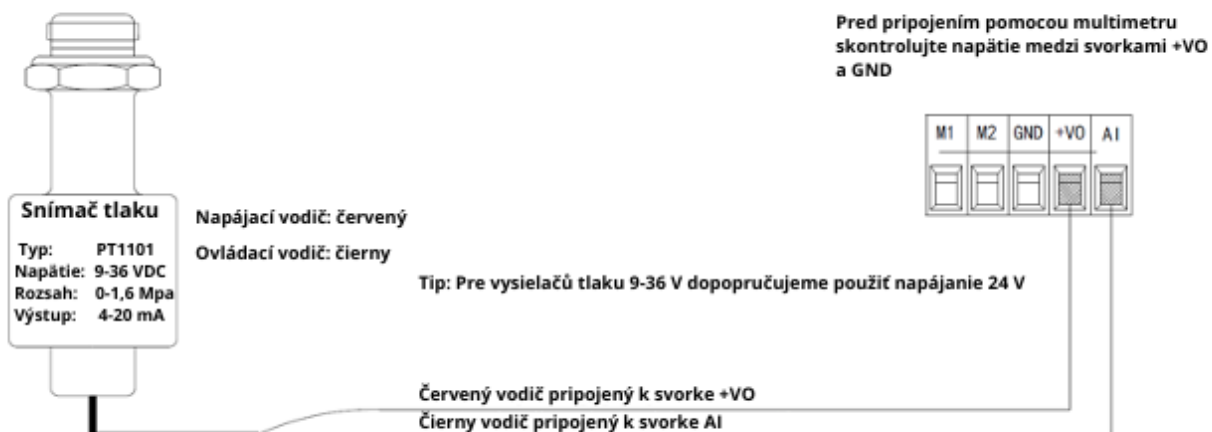 Pred pripojením pomocou multimetru
skontrolujte napätie medzi svorkami +VO
a GND
M1 M2 GND +VO AI
Snímač tlaku
Typ: PT1101
Napätie: 9-36 VDC
Rozsah: 0-1,6 Mpa
Výstup: 4-20 mA
Napájací vodič: červený
Ovládací vodič: čierny
Tip: Pre vysielačů tlaku 9-36 V dopopručujeme použiť napájanie 24 V
Červený vodič pripojený k svorke +VO
Čierny vodič pripojený k svorke AI